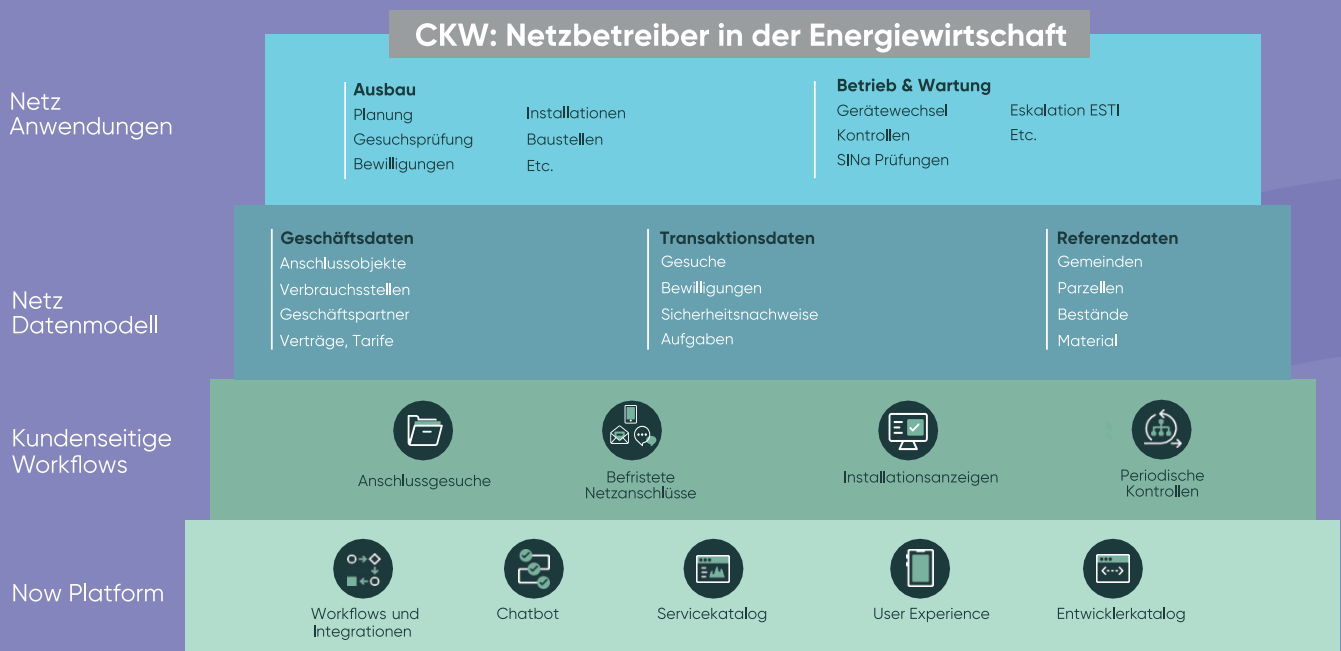 CKW: Netzbetreiber in der Energiewirtschaft
Netz
Anwendungen
Ausbau
Planung
Gesuchsprüfung
Bewilligungen
Installationen
Baustellen
Etc.
Betrieb & Wartung
Gerätewechsel
Kontrollen
SiNa Prüfungen
Eskalation ESTI
Etc.
Netz
Datenmodell
Geschäftsdaten
Anschlussobjekte
Verbrauchsstellen
Geschäftspartner
Verträge, Tarife
Transaktionsdaten
Gesuche
Bewilligungen
Sicherheitsnachweise
Aufgaben
Referenzdaten
Gemeinden
Parzellen
Bestände
Material
Kundenseitige
Workflows
Anschlussgesuche
Befristete
Netzanschlüsse
Installationsanzeigen
Periodische
Kontrollen
Now Platform
Workflows und
Integrationen
Chatbot
Servicekatalog
User Experience
Entwicklerkatalog